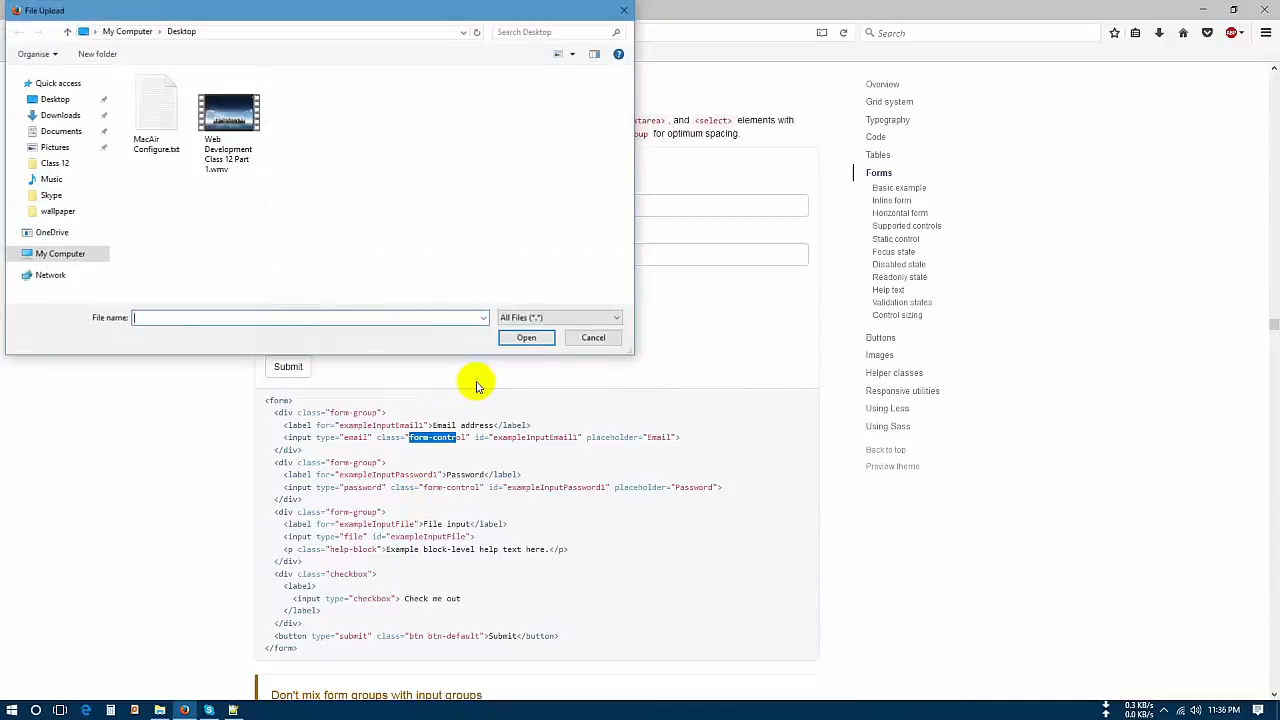 File Upload
My Computer
Desktop
Search Desktop
Search
Organise
New folder
Quick access
Desktop
Downloads
Documents
Pictures
Class 12
Music
Skype
wallpaper
OneDrive
My Computer
Network
MacAir
Configure.txt
Web
Development
Class 12 Part
1.wmv
File name:
All Files (*.*)
Open
Cancel
, and <select> elements with
for optimum spacing.
Submit
<form>
<div class="form-group">
<label for="exampleInputEmail1">Email address</label>
<input type="email" class="form-control" id="exampleInputEmail1" placeholder="Email">
</div>
<div class="form-group">
<label for="exampleInputPassword1">Password</label>
<input type="password" class="form-control" id="exampleInputPassword1" placeholder="Password">
</div>
<div class="form-group">
<label for="exampleInputFile">File input</label>
<input type="file" id="exampleInputFile">
<p class="help-block">Example block-level help text here.</p>
</div>
<div class="checkbox">
<label>
<input type="checkbox"> Check me out
</label>
</div>
<button type="submit" class="btn btn-default">Submit</button>
</form>
Don't mix form groups with input groups
Overview
Grid system
Typography
Code
Tables
Forms
Basic example
Inline form
Horizontal form
Supported controls
Static control
Focus state
Disabled state
Readonly state
Help text
Validation states
Control sizing
Buttons
Images
Helper classes
Responsive utilities
Using Less
Using Sass
Back to top
Preview theme
0.3 KB/s
0.0 KB/s
11:36 PM